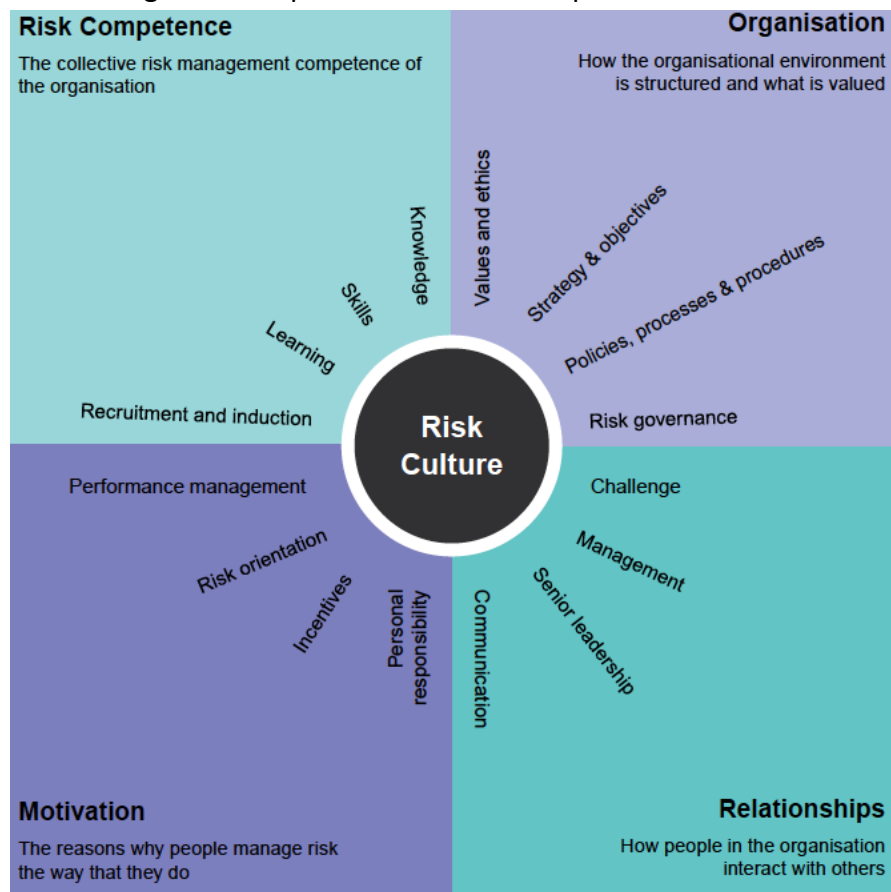 Risk Competence
The collective risk management competence of
the organisation
Organisation
How the organisational environment
is structured and what is valued
Knowledge
Skills
Learning
Recruitment and induction
Values and ethics
Strategy & objectives
Policies, processes & procedures
Risk governance
Risk
Culture
Performance management
Risk orientation
Incentives
Personal
responsibility
Challenge
Management
Senior leadership
Communication
Motivation
The reasons why people manage risk
the way that they do
Relationships
How people in the organisation
interact with others